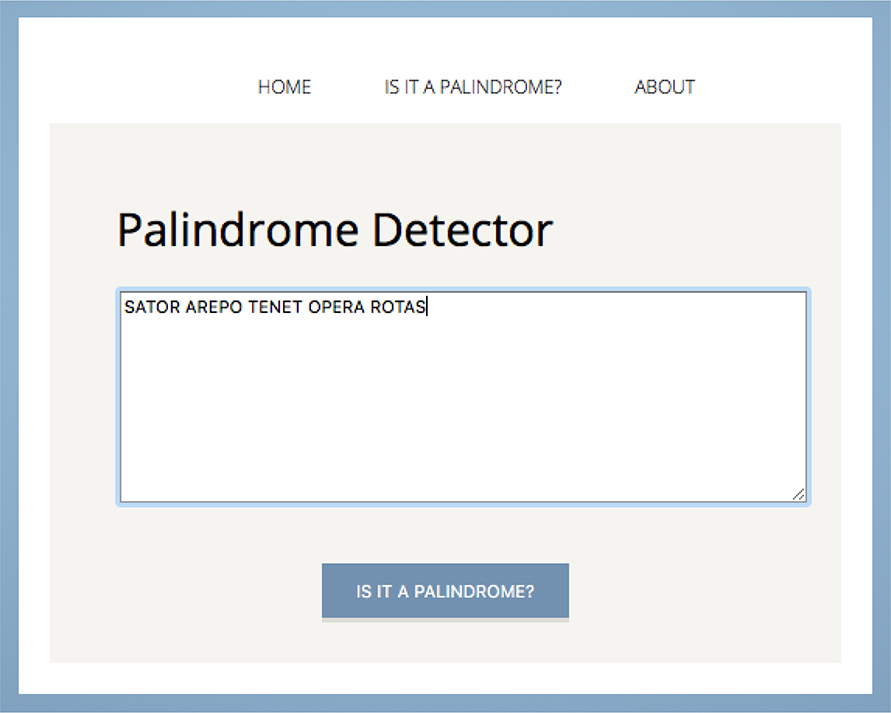 HOME IS IT A PALINDROME? ABOUT
Palindrome Detector
SATOR AREPO TENET OPERA ROTAS
IS IT A PALINDROME?